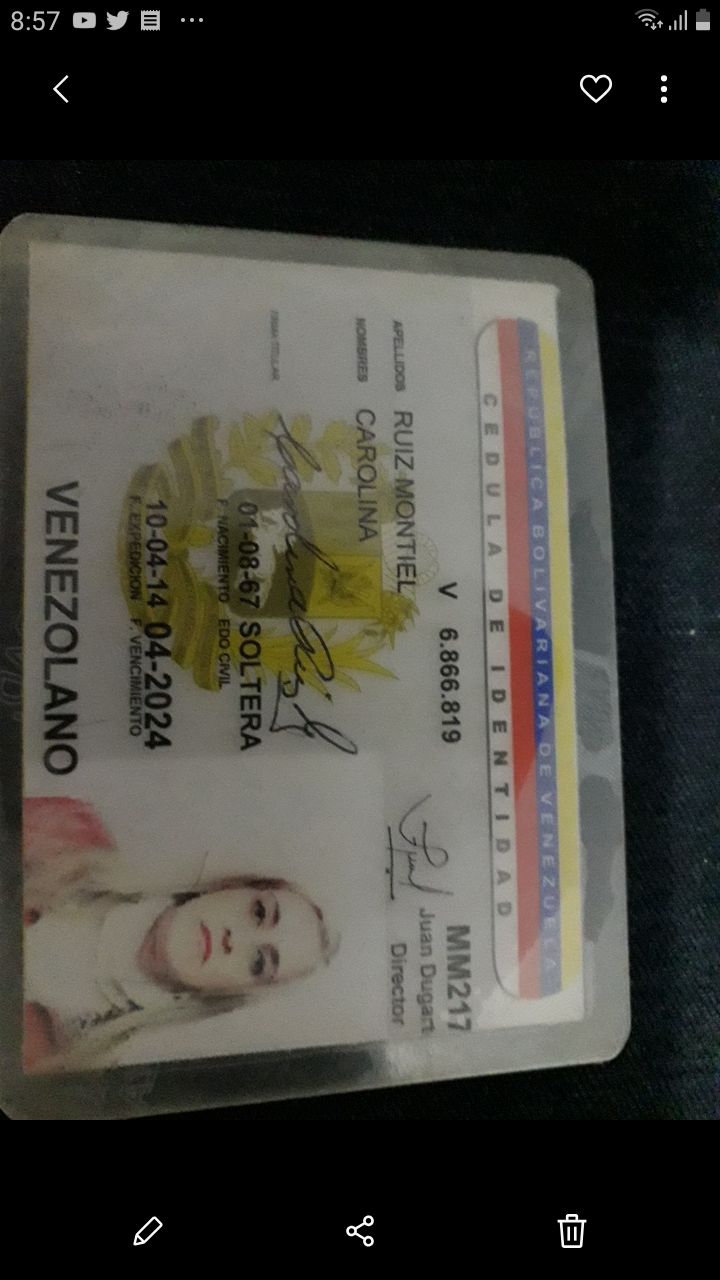 8:57
REPUBLICA BOLIVARIANA DE VENEZUELA
CEDULA DE IDENTIDAD
V 6.866.819
MM217
Juan Dugart
Director
APELLIDOS RUIZ MONTIEL
NOMBRES CAROLINA
FIRMA TITULAR
01-08-67 SOLTERA
F. NACIMIENTO EDO CIVIL
10-04-14 04-2024
F. EXPEDICION F. VENCIMIENTO
VENEZOLANO